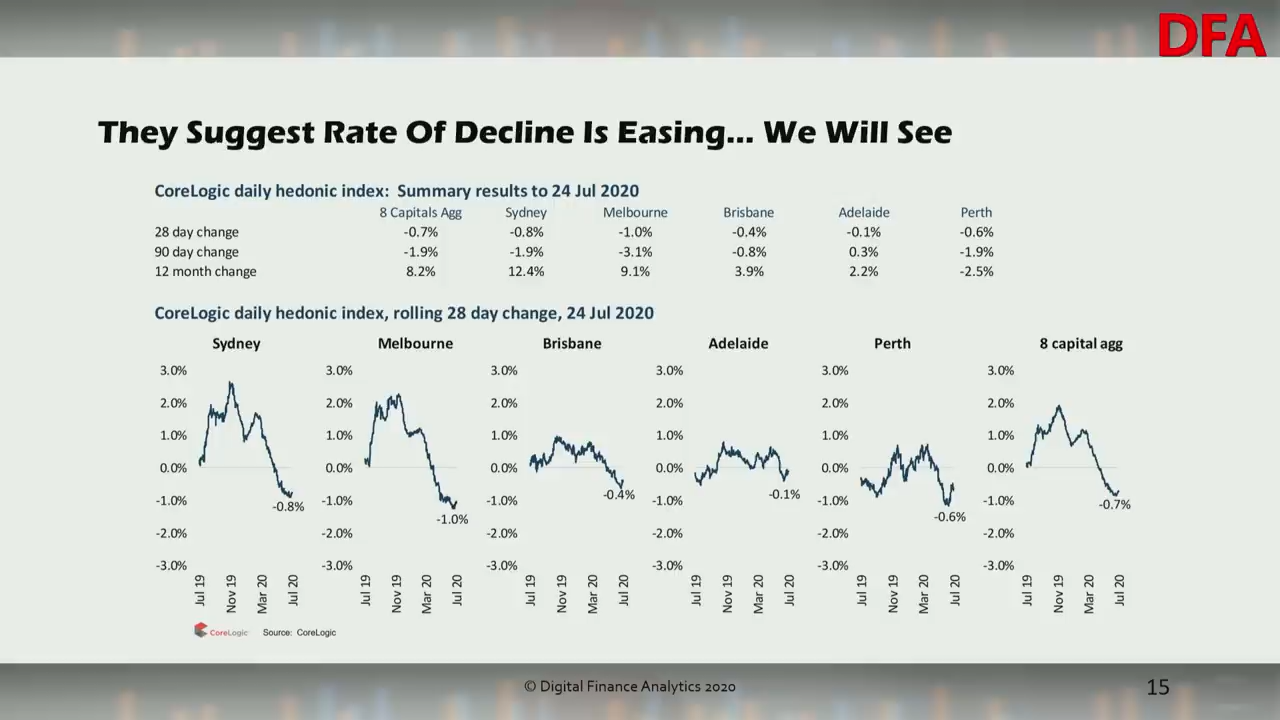 DFA
They Suggest Rate Of Decline Is Easing... We Will See
CoreLogic daily hedonic index: Summary results to 24 Jul 2020
8 Capitals Agg Sydney Melbourne Brisbane Adelaide Perth
28 day change -0.7% -0.8% -1.0% -0.4% -0.1% -0.6%
90 day change -1.9% -1.9% -3.1% -0.8% 0.3% -1.9%
12 month change 8.2% 12.4% 9.1% 3.9% 2.2% -2.5%
CoreLogic daily hedonic index, rolling 28 day change, 24 Jul 2020
Sydney Melbourne Brisbane Adelaide Perth 8 capital agg
3.0% 3.0% 3.0% 3.0% 3.0% 3.0%
2.0% 2.0% 2.0% 2.0% 2.0% 2.0%
1.0% 1.0% 1.0% 1.0% 1.0% 1.0%
0.0% 0.0% 0.0% 0.0% 0.0% 0.0%
-1.0% -1.0% -1.0% -1.0% -1.0% -1.0%
-0.8% -1.0% -0.4% -0.1% -0.6% -0.7%
-2.0% -2.0% -2.0% -2.0% -2.0% -2.0%
-3.0% -3.0% -3.0% -3.0% -3.0% -3.0%
Jul 19 Nov 19 Mar 20 Jul 20 Jul 19 Nov 19 Mar 20 Jul 20 Jul 19 Nov 19 Mar 20 Jul 20 Jul 19 Nov 19 Mar 20 Jul 20 Jul 19 Nov 19 Mar 20 Jul 20 Jul 19 Nov 19 Mar 20 Jul 20
CoreLogic Source: CoreLogic
© Digital Finance Analytics 2020
15